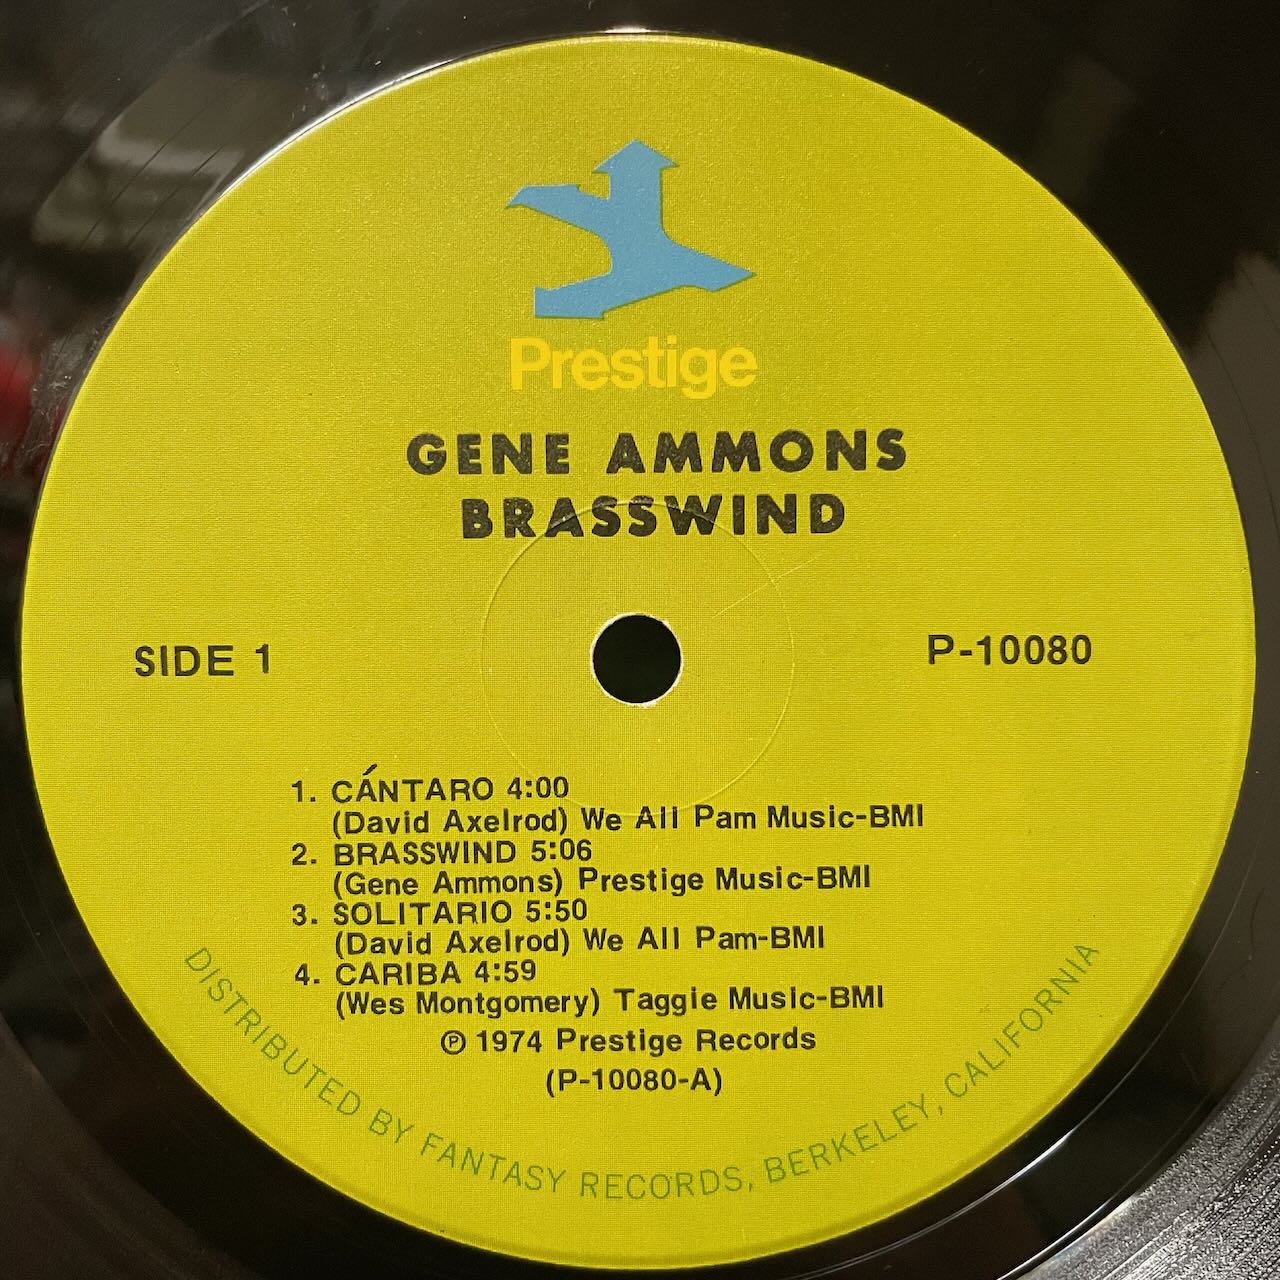 Prestige
GENE AMMONS
BRASSWIND
SIDE 1
P-10080
1. CÁNTARO 4:00
(David Axelrod) We All Pam Music-BMI
2. BRASSWIND 5:06
(Gene Ammons) Prestige Music-BMI
3. SOLITARIO 5:50
(David Axelrod) We All Pam-BMI
4. CARIBA 4:59
(Wes Montgomery) Taggie Music-BMI
℗ 1974 Prestige Records
(P-10080-A)
DISTRIBUTED BY FANTASY RECORDS, BERKELEY, CALIFORNIA